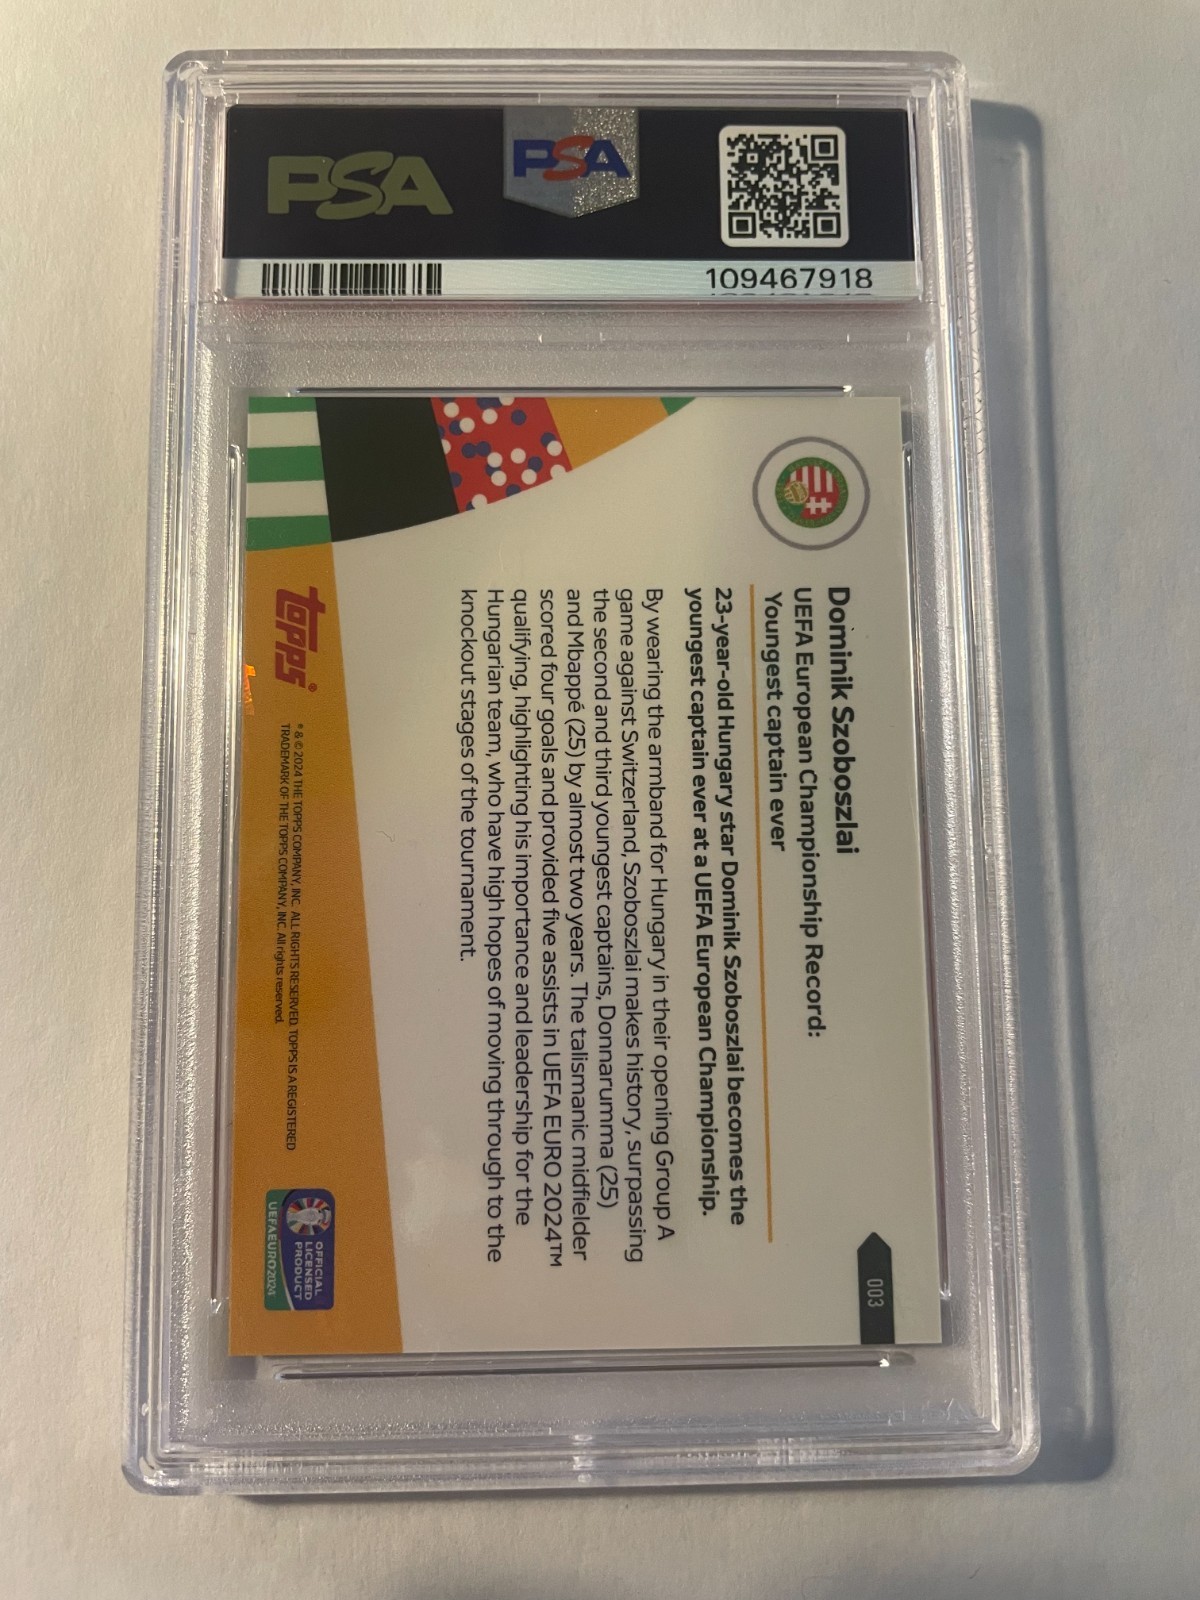 PSA
PSA
109467918
003
Dominik Szoboszlai
UEFA European Championship Record:
Youngest captain ever
23-year-old Hungary star Dominik Szoboszlai becomes the
youngest captain ever at a UEFA European Championship.
By wearing the armband for Hungary in their opening Group A
game against Switzerland, Szoboszlai makes history, surpassing
the second and third youngest captains, Donnarumma (25)
and Mbappé (25) by almost two years. The talismanic midfielder
scored four goals and provided five assists in UEFA EURO 2024™
qualifying, highlighting his importance and leadership for the
Hungarian team, who have high hopes of moving through to the
knockout stages of the tournament.
topps®
® & © 2024 THE TOPPS COMPANY, INC. ALL RIGHTS RESERVED. TOPPS IS A REGISTERED
TRADEMARK OF THE TOPPS COMPANY, INC. All rights reserved.
OFFICIAL
LICENSED
PRODUCT
UEFA EURO2024